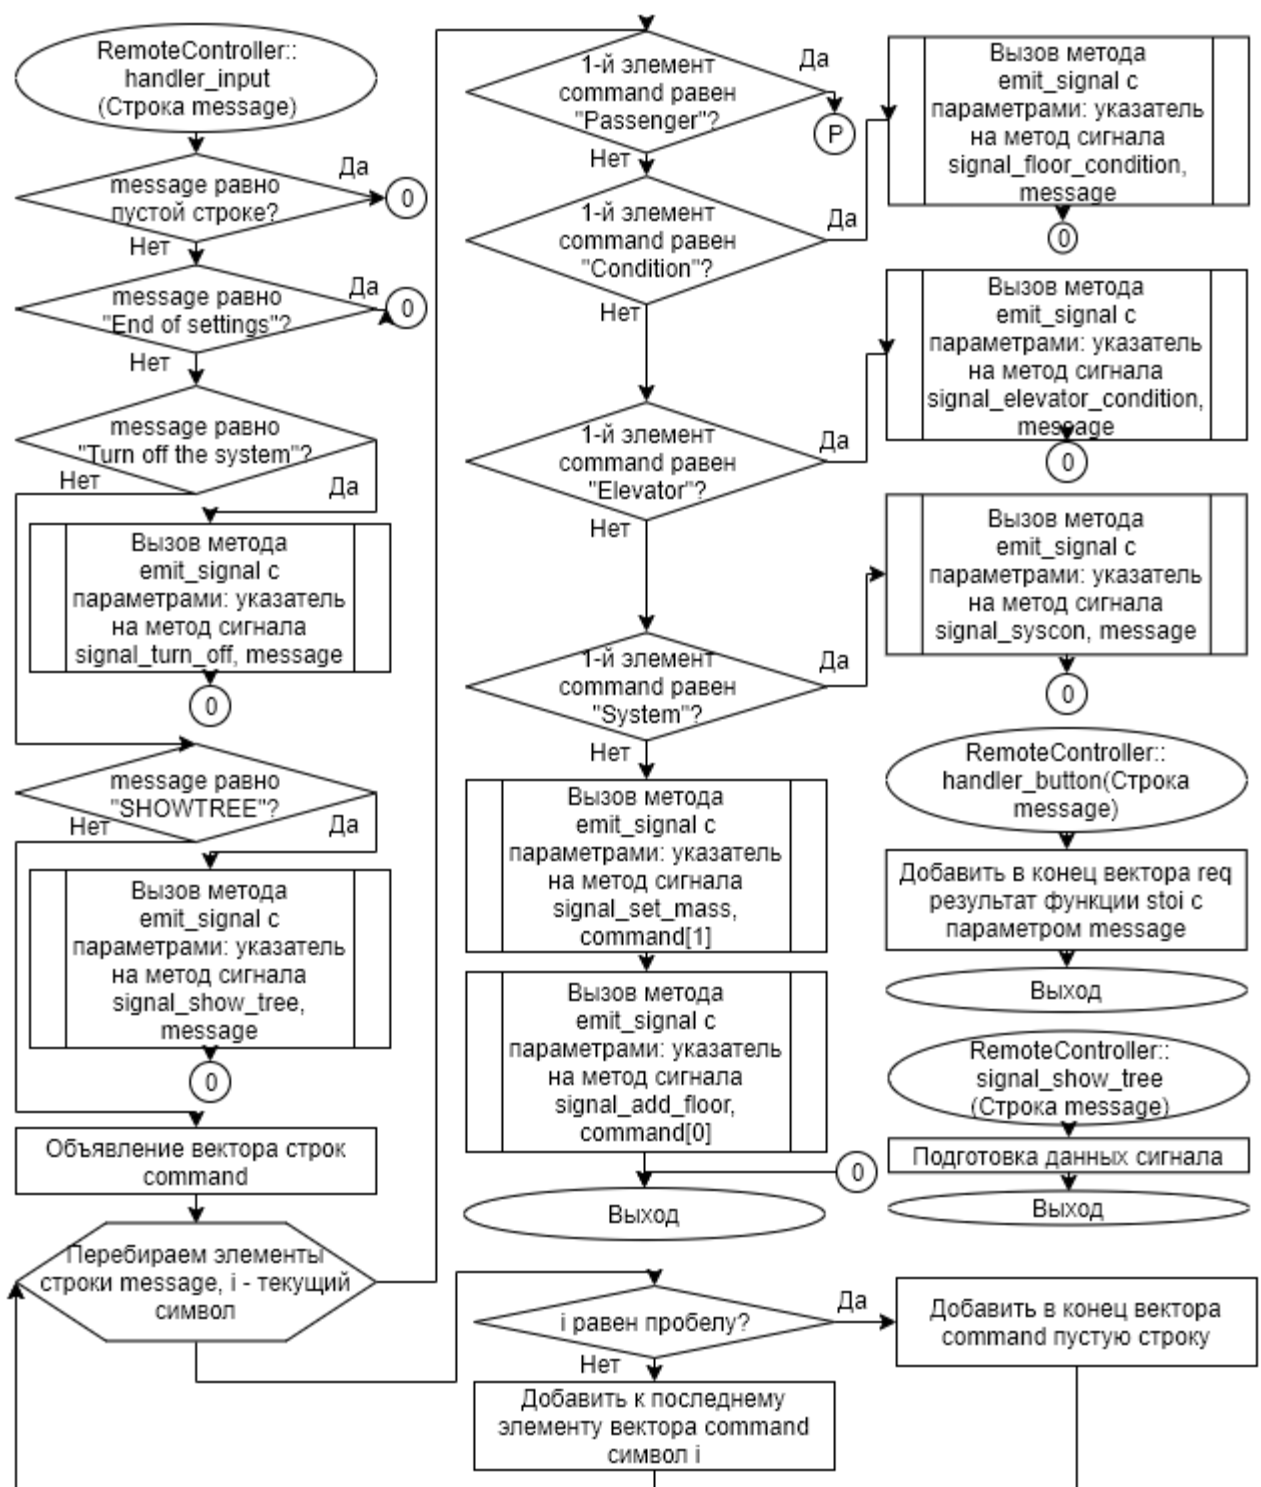 RemoteController::
handler_input
(Строка message)
message равно
пустой строке?
Да
0
Нет
message равно
"End of settings"?
Да
0
Нет
message равно
"Turn off the system"?
Нет
Да
Вызов метода
emit_signal с
параметрами: указатель
на метод сигнала
signal_turn_off, message
0
message равно
"SHOWTREE"?
Нет
Да
Вызов метода
emit_signal с
параметрами: указатель
на метод сигнала
signal_show_tree,
message
0
Объявление вектора строк
command
Перебираем элементы
строки message, i - текущий
символ
1-й элемент
command равен
"Passenger"?
Да
P
Нет
1-й элемент
command равен
"Condition"?
Да
Нет
1-й элемент
command равен
"Elevator"?
Да
Нет
1-й элемент
command равен
"System"?
Да
Нет
Вызов метода
emit_signal с
параметрами: указатель
на метод сигнала
signal_set_mass,
command[1]
Вызов метода
emit_signal с
параметрами: указатель
на метод сигнала
signal_add_floor,
command[0]
0
Выход
Вызов метода
emit_signal с
параметрами: указатель
на метод сигнала
signal_floor_condition,
message
0
Вызов метода
emit_signal с
параметрами: указатель
на метод сигнала
signal_elevator_condition,
message
0
Вызов метода
emit_signal с
параметрами: указатель
на метод сигнала
signal_syscon, message
0
RemoteController::
handler_button(Строка
message)
Добавить в конец вектора req
результат функции stoi с
параметром message
Выход
RemoteController::
signal_show_tree
(Строка message)
Подготовка данных сигнала
Выход
i равен пробелу?
Да
Добавить в конец вектора
command пустую строку
Нет
Добавить к последнему
элементу вектора command
символ i